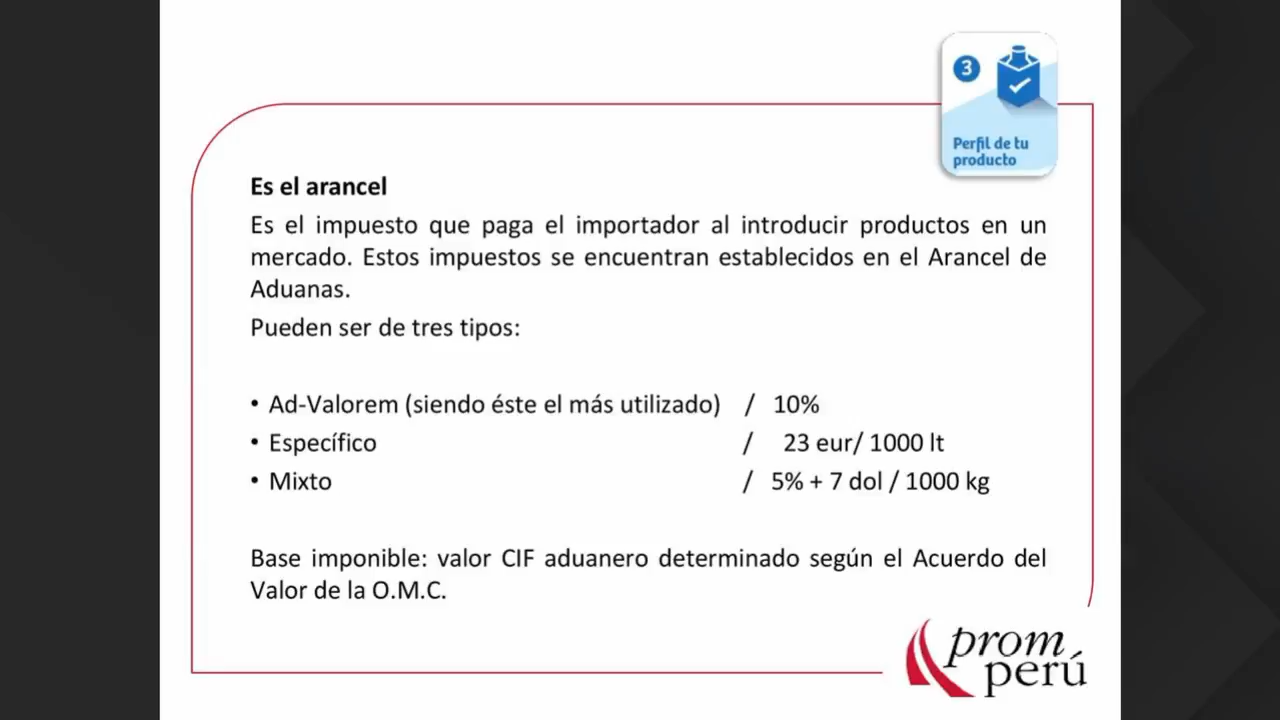 3
Perfil de tu
producto
Es el arancel
Es el impuesto que paga el importador al introducir productos en un
mercado. Estos impuestos se encuentran establecidos en el Arancel de
Aduanas.
Pueden ser de tres tipos:
• Ad-Valorem (siendo éste el más utilizado) / 10%
• Específico / 23 eur/ 1000 lt
• Mixto / 5% + 7 dol / 1000 kg
Base imponible: valor CIF aduanero determinado según el Acuerdo del
Valor de la O.M.C.
prom
perú